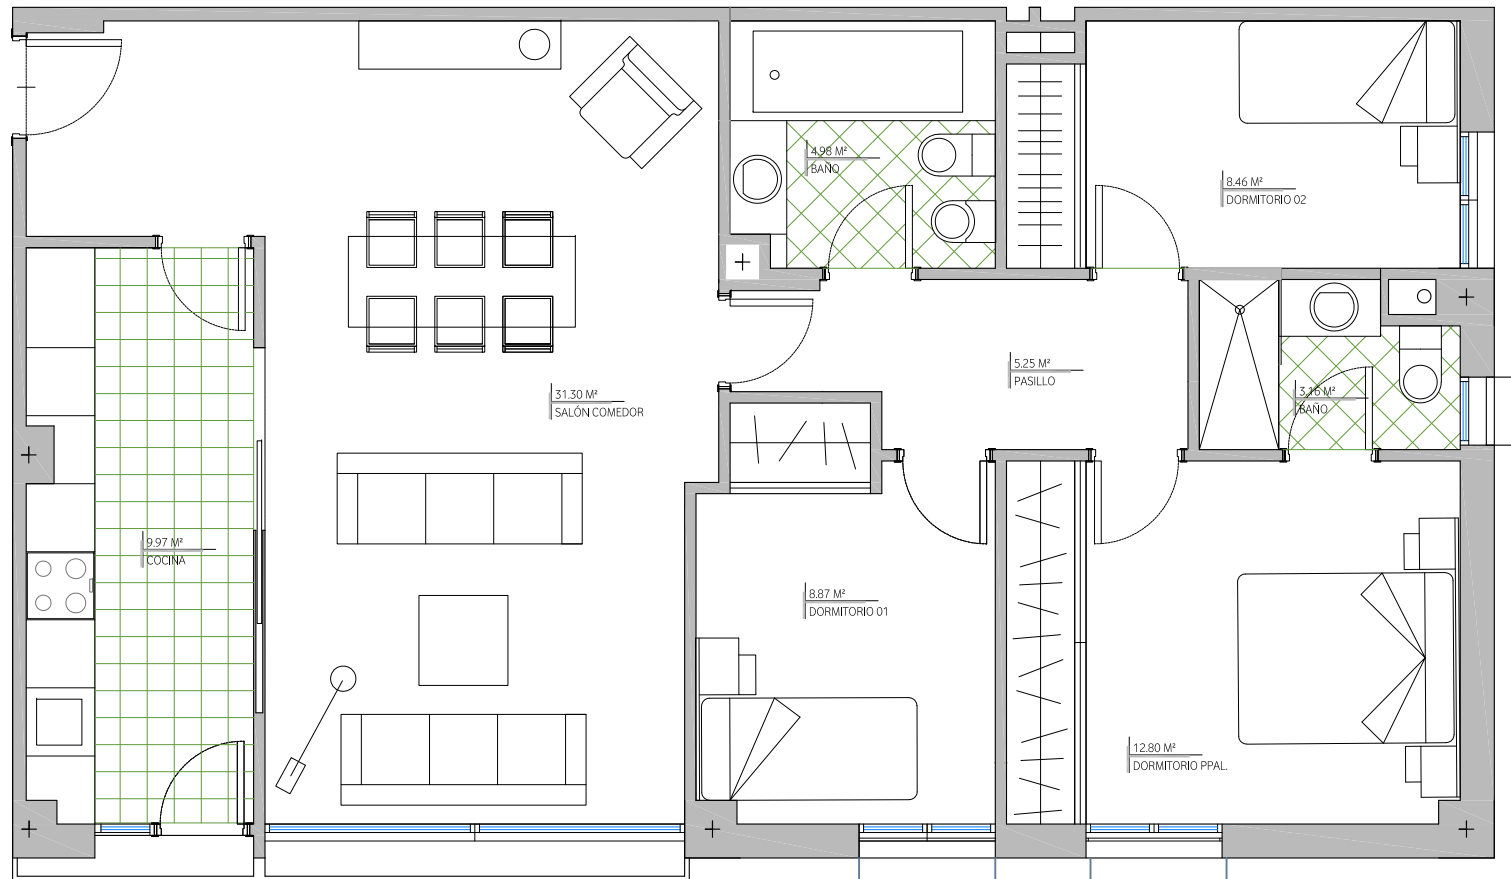 4.98 M²
BAÑO
8.46 M²
DORMITORIO 02
5.25 M²
PASILLO
31.30 M²
SALÓN COMEDOR
3.16 M²
BAÑO
9.97 M²
COCINA
8.87 M²
DORMITORIO 01
12.80 M²
DORMITORIO PPAL.